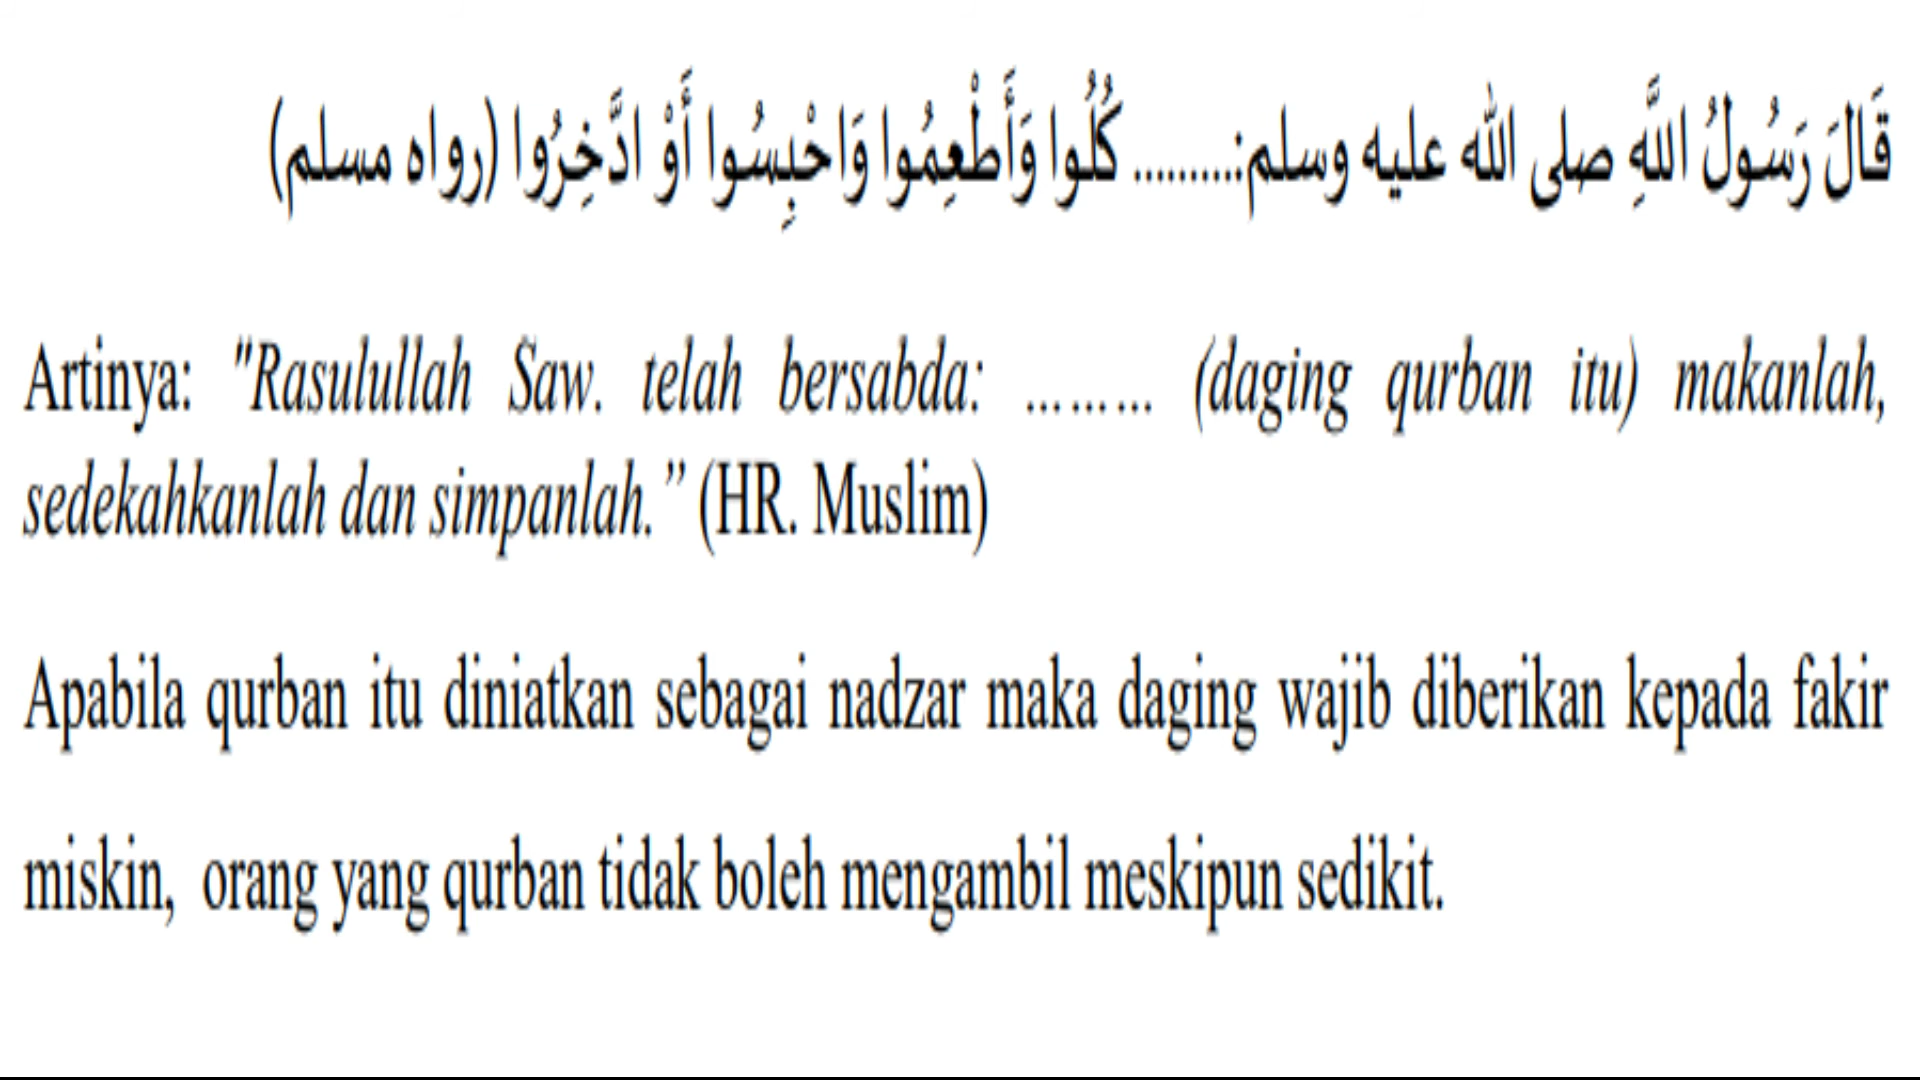 قَالَ رَسُولُ اللَّهِ صلى الله عليه وسلم:......... كُلُوا وَأَطْعِمُوا وَاحْبِسُوا أَوْ ادَّخِرُوا (رواه مسلم)
Artinya: "Rasulullah Saw. telah bersabda: ……… (daging qurban itu) makanlah,
sedekahkanlah dan simpanlah.” (HR. Muslim)
Apabila qurban itu diniatkan sebagai nadzar maka daging wajib diberikan kepada fakir
miskin, orang yang qurban tidak boleh mengambil meskipun sedikit.